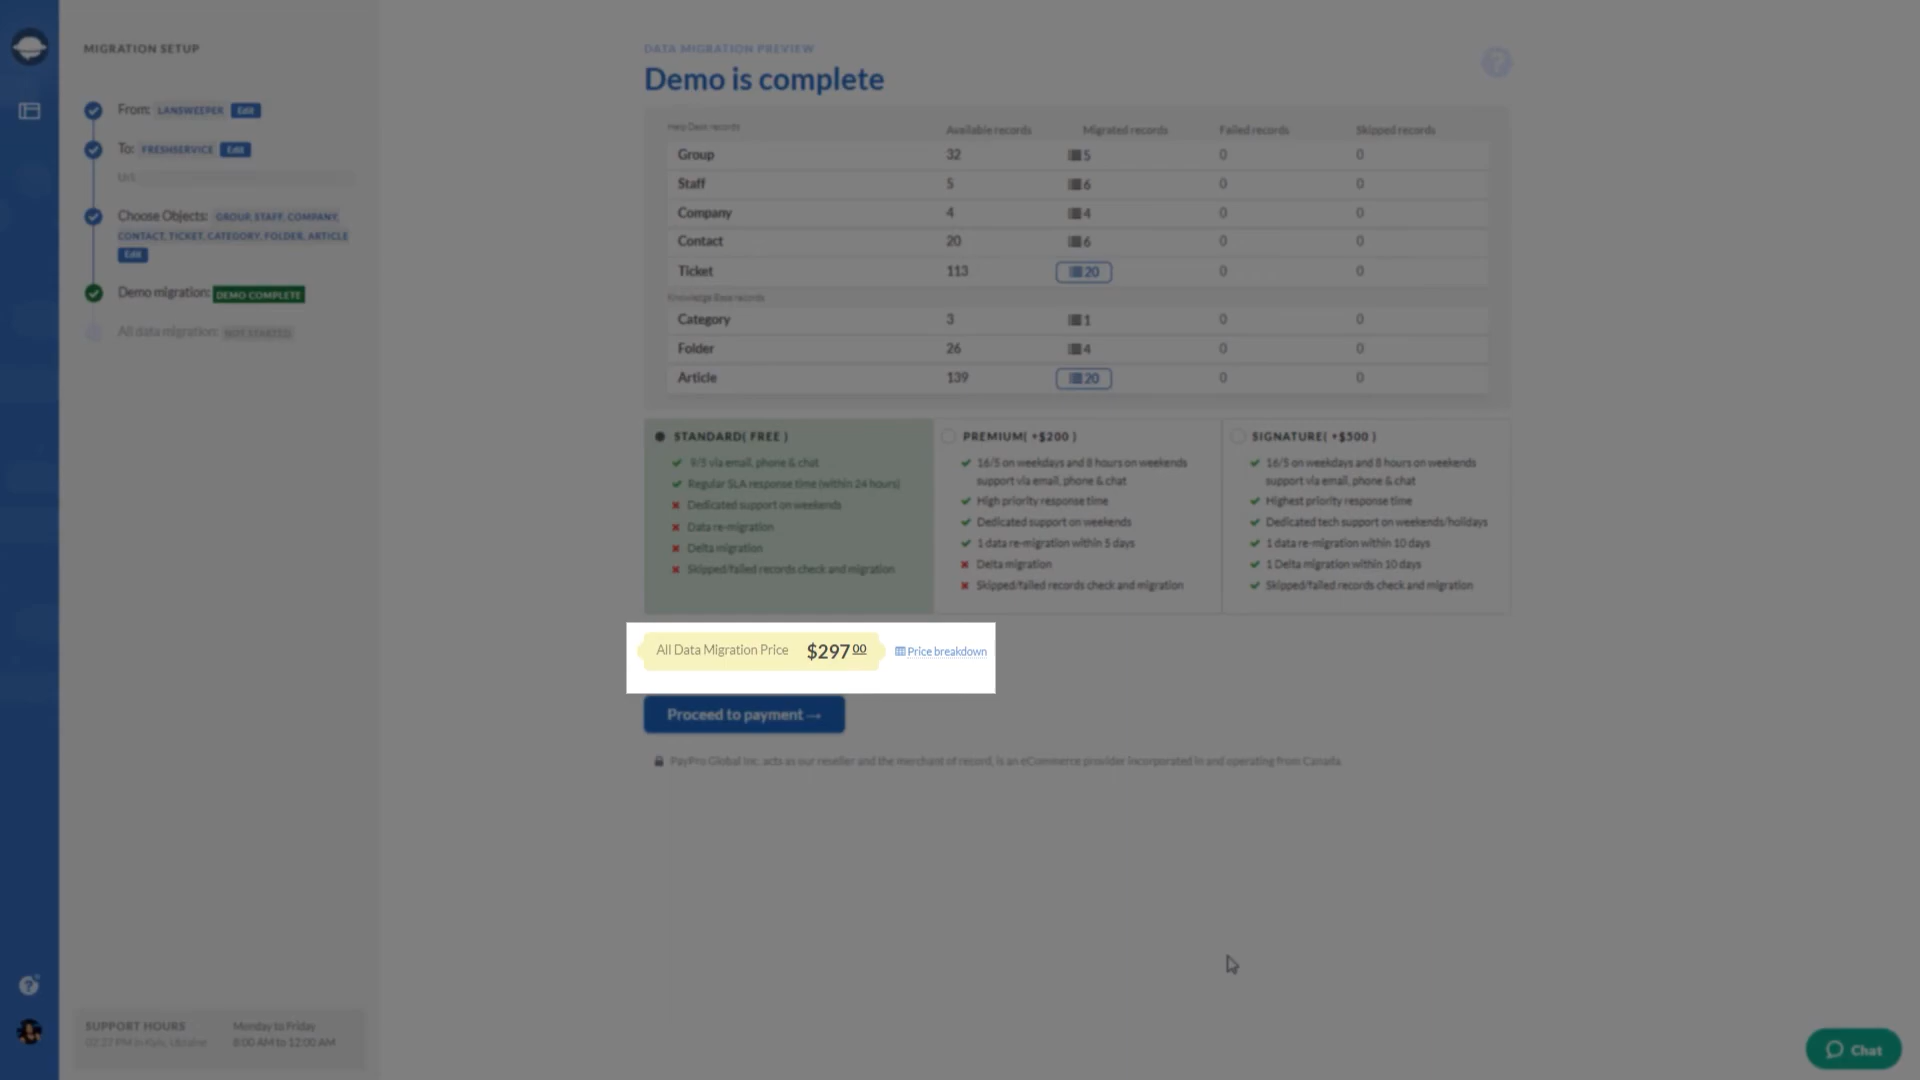 MIGRATION SETUP
From: LANSWEEPER Edit
To: FRESHSERVICE Edit
Url:
Choose Objects: GROUP, STAFF, COMPANY,
CONTACT, TICKET, CATEGORY, FOLDER, ARTICLE
Edit
Demo migration: DEMO COMPLETE
All data migration: NOT STARTED
SUPPORT HOURS Monday to Friday
02:27 PM in Kyiv, Ukraine 8:00 AM to 12:00 AM
DATA MIGRATION PREVIEW
Demo is complete
Help Desk records Available records Migrated records Failed records Skipped records
Group 32 5 0 0
Staff 5 6 0 0
Company 4 4 0 0
Contact 20 6 0 0
Ticket 113 20 0 0
Knowledge Base records
Category 3 1 0 0
Folder 26 4 0 0
Article 139 20 0 0
STANDARD( FREE )
9/5 via email, phone & chat
Regular SLA response time (within 24 hours)
Dedicated support on weekends
Data re-migration
Delta migration
Skipped/failed records check and migration
PREMIUM( +$200 )
16/5 on weekdays and 8 hours on weekends
support via email, phone & chat
High priority response time
Dedicated support on weekends
1 data re-migration within 5 days
Delta migration
Skipped/failed records check and migration
SIGNATURE( +$500 )
16/5 on weekdays and 8 hours on weekends
support via email, phone & chat
Highest priority response time
Dedicated tech support on weekends/holidays
1 data re-migration within 10 days
1 Delta migration within 10 days
Skipped/failed records check and migration
All Data Migration Price $297 00 Price breakdown
Proceed to payment →
PayPro Global Inc. acts as our reseller and the merchant of record, is an eCommerce provider incorporated in and operating from Canada.
Chat